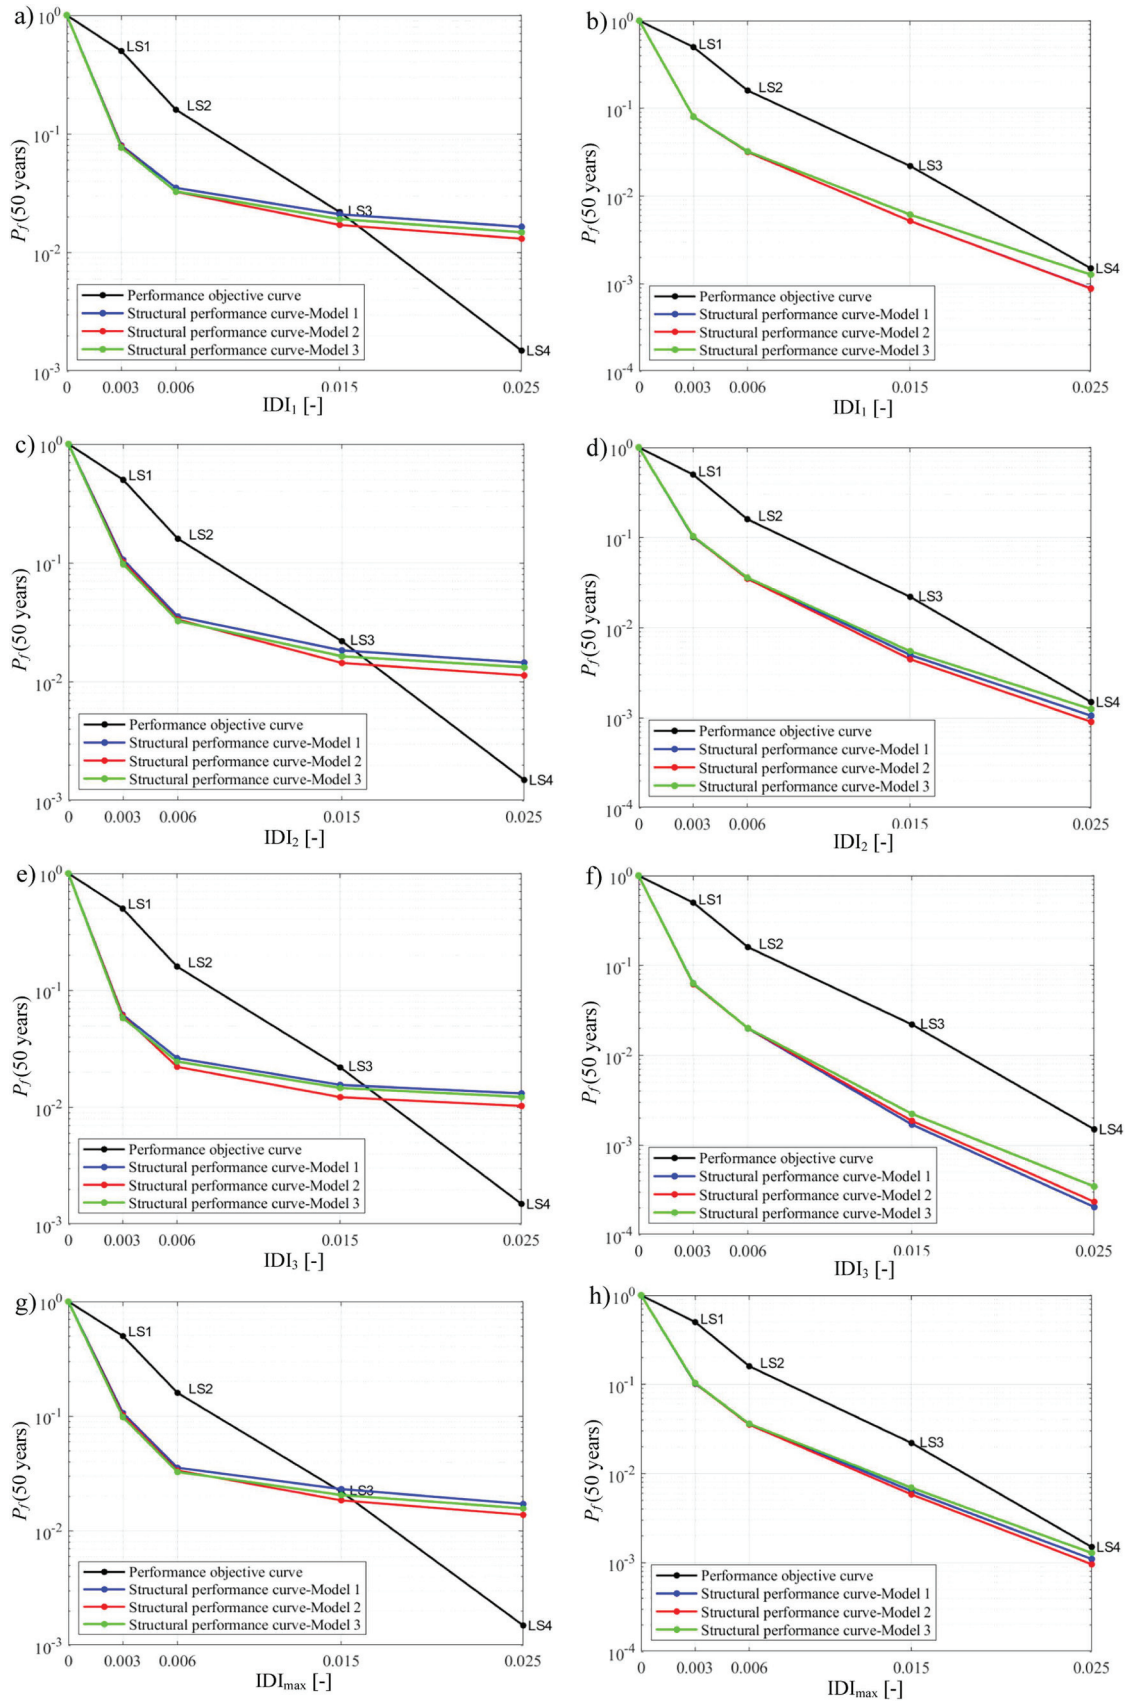 a)
10^0
LS1
LS2
10^-1
LS3
10^-2
LS4
10^-3
P_f(50 years)
Performance objective curve
Structural performance curve-Model 1
Structural performance curve-Model 2
Structural performance curve-Model 3
0 0.003 0.006 0.015 0.025
IDI_1 [-]
b)
10^0
LS1
LS2
10^-1
LS3
10^-2
LS4
10^-3
10^-4
P_f(50 years)
Performance objective curve
Structural performance curve-Model 1
Structural performance curve-Model 2
Structural performance curve-Model 3
0 0.003 0.006 0.015 0.025
IDI_1 [-]
c)
10^0
LS1
LS2
10^-1
LS3
10^-2
LS4
10^-3
P_f(50 years)
Performance objective curve
Structural performance curve-Model 1
Structural performance curve-Model 2
Structural performance curve-Model 3
0 0.003 0.006 0.015 0.025
IDI_2 [-]
d)
10^0
LS1
LS2
10^-1
LS3
10^-2
LS4
10^-3
10^-4
P_f(50 years)
Performance objective curve
Structural performance curve-Model 1
Structural performance curve-Model 2
Structural performance curve-Model 3
0 0.003 0.006 0.015 0.025
IDI_2 [-]
e)
10^0
LS1
LS2
10^-1
LS3
10^-2
LS4
10^-3
P_f(50 years)
Performance objective curve
Structural performance curve-Model 1
Structural performance curve-Model 2
Structural performance curve-Model 3
0 0.003 0.006 0.015 0.025
IDI_3 [-]
f)
10^0
LS1
LS2
10^-1
LS3
10^-2
LS4
10^-3
10^-4
P_f(50 years)
Performance objective curve
Structural performance curve-Model 1
Structural performance curve-Model 2
Structural performance curve-Model 3
0 0.003 0.006 0.015 0.025
IDI_3 [-]
g)
10^0
LS1
LS2
10^-1
LS3
10^-2
LS4
10^-3
P_f(50 years)
Performance objective curve
Structural performance curve-Model 1
Structural performance curve-Model 2
Structural performance curve-Model 3
0 0.003 0.006 0.015 0.025
IDI_max [-]
h)
10^0
LS1
LS2
10^-1
LS3
10^-2
LS4
10^-3
10^-4
P_f(50 years)
Performance objective curve
Structural performance curve-Model 1
Structural performance curve-Model 2
Structural performance curve-Model 3
0 0.003 0.006 0.015 0.025
IDI_max [-]